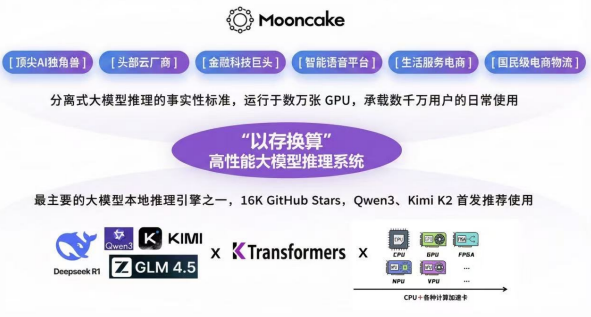 Mooncake
[ 顶尖AI独角兽 ] [ 头部云厂商 ] [ 金融科技巨头 ] [ 智能语音平台 ] [ 生活服务电商 ] [ 国民级电商物流 ]
分离式大模型推理的事实性标准，运行于数万张 GPU，承载数千万用户的日常使用
“以存换算”
高性能大模型推理系统
最主要的大模型本地推理引擎之一，16K GitHub Stars，Qwen3、Kimi K2 首发推荐使用
Deepseek R1
Qwen3
KIMI
Z GLM 4.5
x
KTransformers
x
CPU GPU FPGA
NPU VPU ...
CPU＋各种计算加速卡